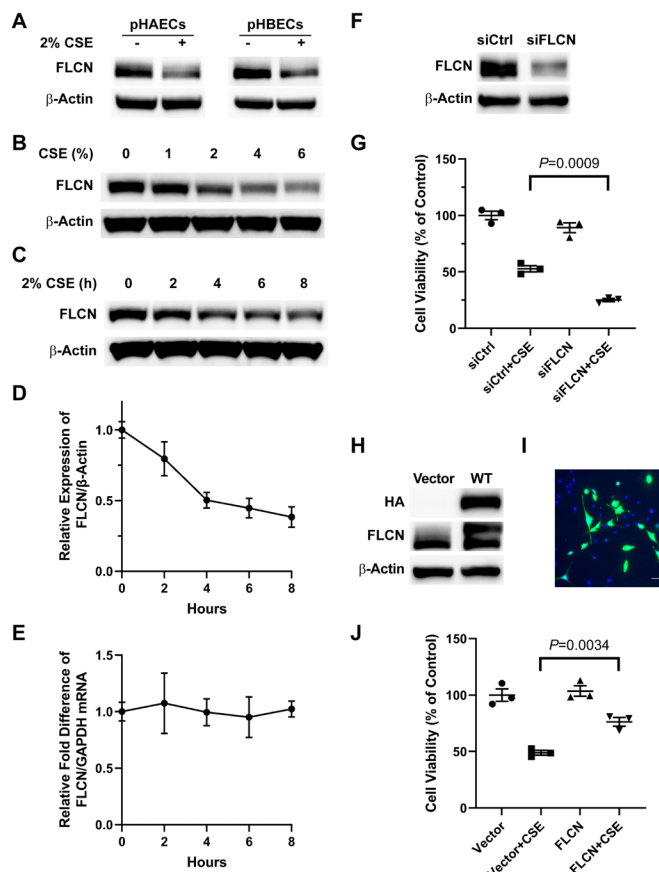 A
pHAECs pHBECs
2% CSE - + - +
FLCN
β-Actin
B
CSE (%) 0 1 2 4 6
FLCN
β-Actin
C
2% CSE (h) 0 2 4 6 8
FLCN
β-Actin
D
Relative Expression of
FLCN/β-Actin
1.0
0.5
0.0
0 2 4 6 8
Hours
E
Relative Fold Difference of
FLCN/GAPDH mRNA
1.5
1.0
0.5
0.0
0 2 4 6 8
Hours
F
siCtrl siFLCN
FLCN
β-Actin
G
Cell Viability (% of Control)
150
100
50
0
P=0.0009
siCtrl
siCtrl+CSE
siFLCN
siFLCN+CSE
H
Vector WT
HA
FLCN
β-Actin
I
J
Cell Viability (% of Control)
150
100
50
0
P=0.0034
Vector
Vector+CSE
FLCN
FLCN+CSE